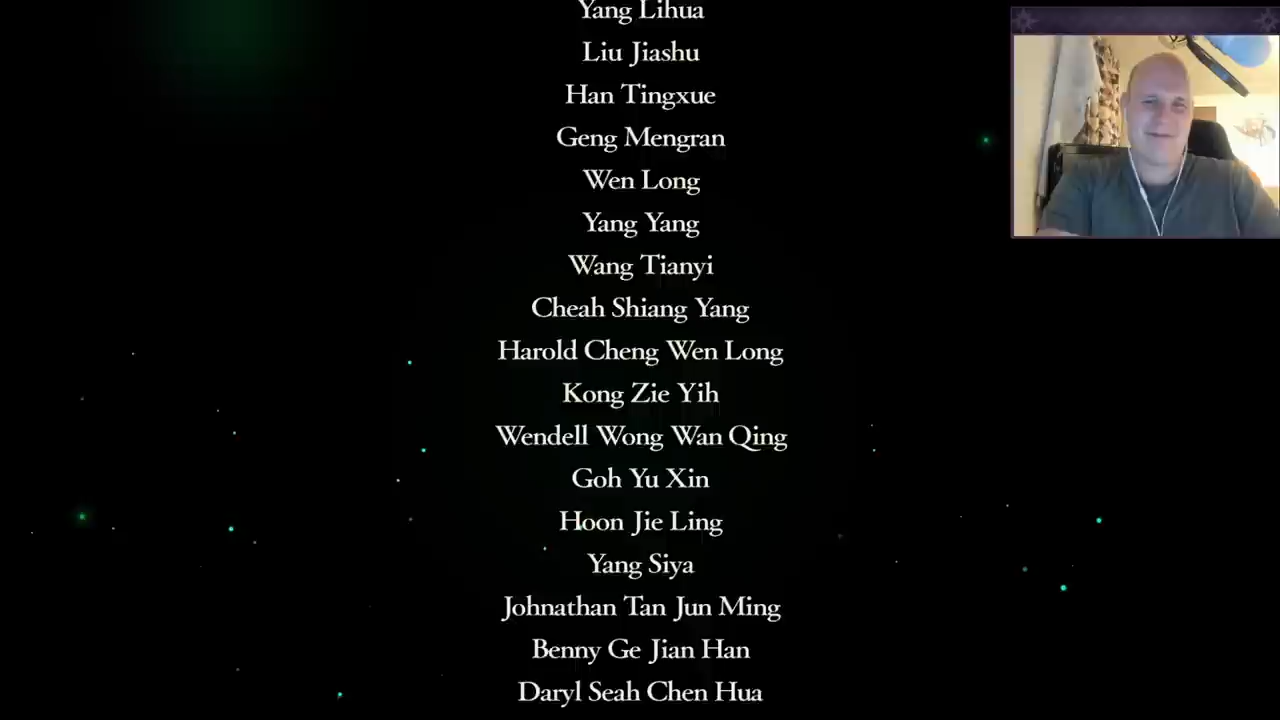 Yang Lihua
Liu Jiashu
Han Tingxue
Geng Mengran
Wen Long
Yang Yang
Wang Tianyi
Cheah Shiang Yang
Harold Cheng Wen Long
Kong Zie Yih
Wendell Wong Wan Qing
Goh Yu Xin
Hoon Jie Ling
Yang Siya
Johnathan Tan Jun Ming
Benny Ge Jian Han
Daryl Seah Chen Hua